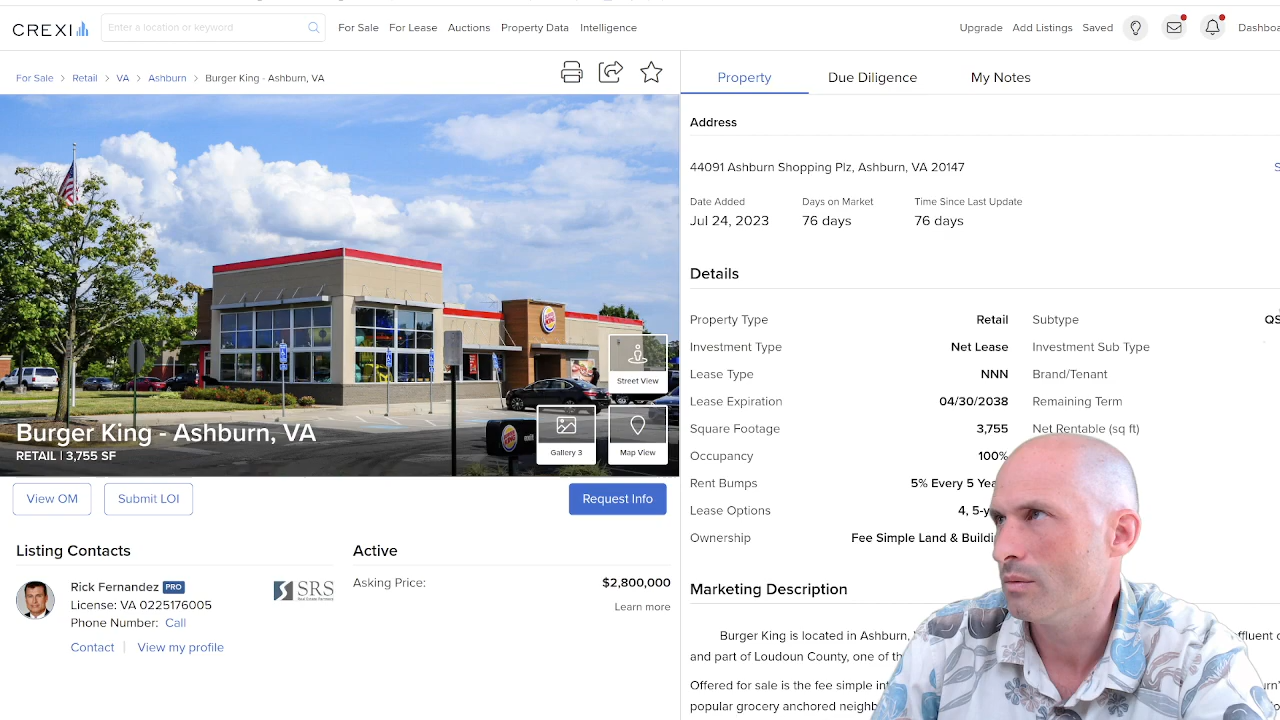 CREXI
Enter a location or keyword
For Sale
For Lease
Auctions
Property Data
Intelligence
Upgrade
Add Listings
Saved
Dashboa
For Sale > Retail > VA > Ashburn > Burger King - Ashburn, VA
Street View
Gallery 3
Map View
Burger King - Ashburn, VA
RETAIL | 3,755 SF
View OM
Submit LOI
Request Info
Listing Contacts
Rick Fernandez PRO
License: VA 0225176005
Phone Number: Call
Contact
View my profile
SRS
Active
Asking Price: $2,800,000
Learn more
Property
Due Diligence
My Notes
Address
44091 Ashburn Shopping Plz, Ashburn, VA 20147
Date Added Days on Market Time Since Last Update
Jul 24, 2023 76 days 76 days
Details
Property Type Retail Subtype QS
Investment Type Net Lease Investment Sub Type
Lease Type NNN Brand/Tenant
Lease Expiration 04/30/2038 Remaining Term
Square Footage 3,755 Net Rentable (sq ft)
Occupancy 100%
Rent Bumps 5% Every 5 Yea
Lease Options 4, 5-y
Ownership Fee Simple Land & Buildi
Marketing Description
Burger King is located in Ashburn, ffluent c
and part of Loudoun County, one of th
Offered for sale is the fee simple int urn'
popular grocery anchored neighb